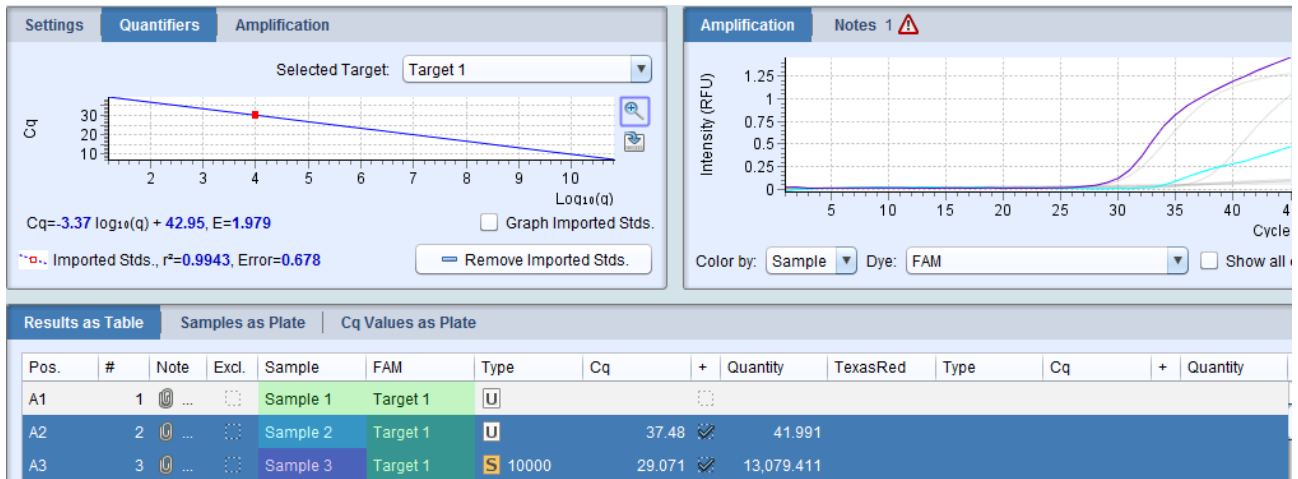 Settings Quantifiers Amplification
Selected Target: Target 1
Cq
30
20
10
2 3 4 5 6 7 8 9 10
Log₁₀(q)
Cq=-3.37 log₁₀(q) + 42.95, E=1.979
Graph Imported Stds.
Imported Stds., r²=0.9943, Error=0.678
Remove Imported Stds.
Amplification Notes 1
Intensity (RFU)
1.25
1
0.75
0.5
0.25
0
5 10 15 20 25 30 35 40 4
Cycle
Color by: Sample Dye: FAM Show all
Results as Table Samples as Plate Cq Values as Plate
Pos. # Note Excl. Sample FAM Type Cq + Quantity TexasRed Type Cq + Quantity
A1 1 ... Sample 1 Target 1 U
A2 2 ... Sample 2 Target 1 U 37.48 41.991
A3 3 ... Sample 3 Target 1 S 10000 29.071 13,079.411